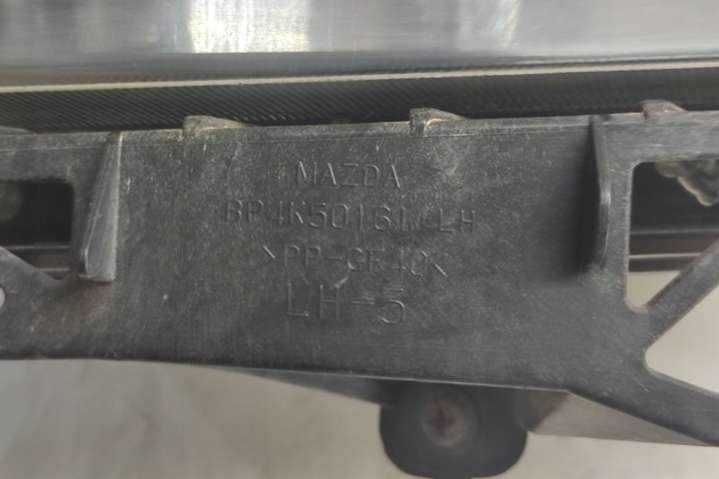 MAZDA
BP4K50161 LH
>PP-GF40<
LH-5